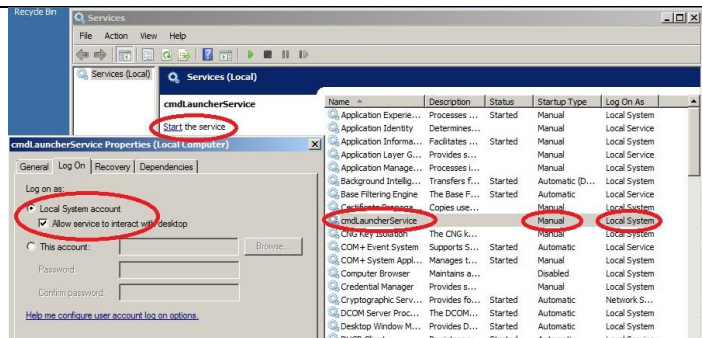 Recycle Bin
Services
File Action View Help
Services (Local)
Services (Local)
cmdLauncherService
Start the service
Name Description Status Startup Type Log On As
Application Experie... Processes ... Started Manual Local System
Application Identity Determines... Manual Local Service
Application Informa... Facilitates ... Started Manual Local System
Application Layer G... Provides s... Manual Local Service
Application Manage... Processes i... Manual Local System
Background Intellig... Transfers f... Started Automatic (D... Local System
Base Filtering Engine The Base F... Started Automatic Local Service
Certificate Propaga... Copies use... Manual Local System
cmdLauncherService Manual Local System
CNG Key Isolation The CNG k... Manual Local System
COM+ Event System Supports S... Started Automatic Local Service
COM+ System Appl... Manages t... Started Manual Local System
Computer Browser Maintains a... Disabled Local System
Credential Manager Provides s... Manual Local System
Cryptographic Serv... Provides fo... Started Automatic Network S...
DCOM Server Proc... The DCOM... Started Automatic Local System
Desktop Window M... Provides D... Started Automatic Local System
cmdLauncherService Properties (Local Computer)
General Log On Recovery Dependencies
Log on as:
Local System account
Allow service to interact with desktop
This account:
Browse...
Password:
Confirm password:
Help me configure user account log on options.